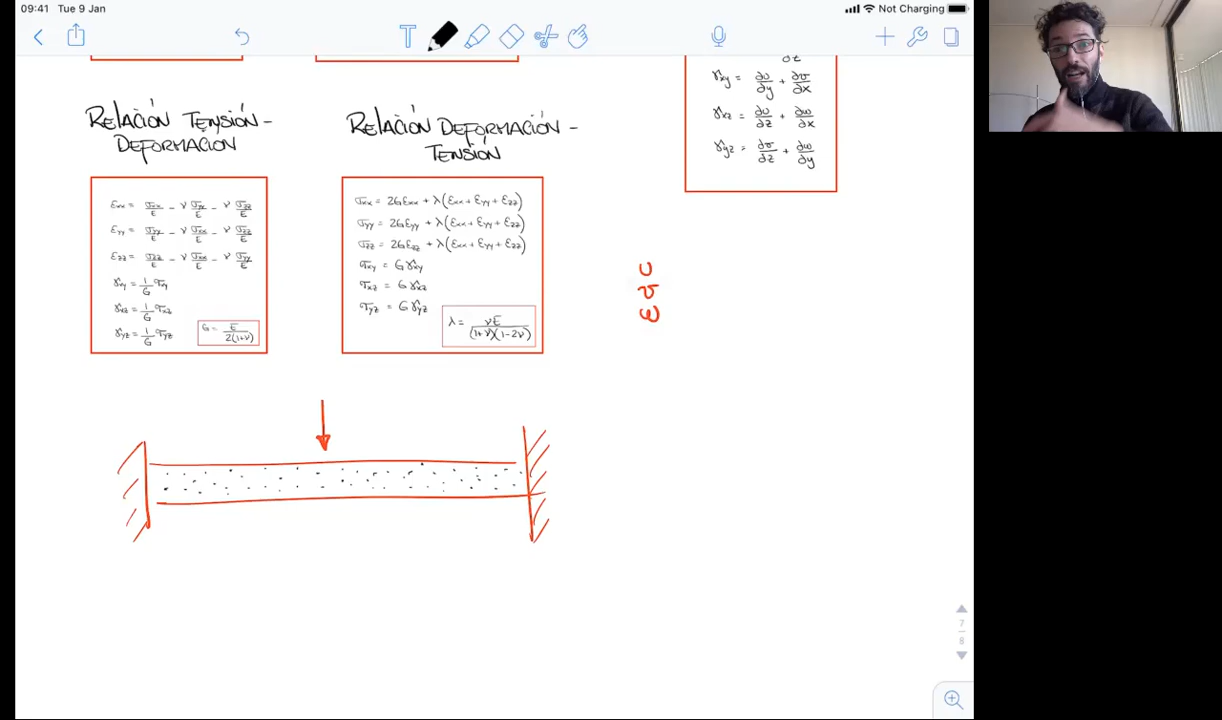 09:41 Tue 9 Jan
Not Charging
T
∂z
γxy = ∂u/∂y + ∂v/∂x
γxz = ∂u/∂z + ∂w/∂x
γyz = ∂v/∂z + ∂w/∂y
RELACIÓN TENSIÓN -
DEFORMACIÓN
εxx = σxx/E - ν σyy/E - ν σzz/E
εyy = σyy/E - ν σxx/E - ν σzz/E
εzz = σzz/E - ν σxx/E - ν σyy/E
γxy = 1/G τxy
γxz = 1/G τxz
γyz = 1/G τyz
G = E/2(1+ν)
RELACIÓN DEFORMACIÓN -
TENSIÓN
σxx = 2Gεxx + λ(εxx + εyy + εzz)
σyy = 2Gεyy + λ(εxx + εyy + εzz)
σzz = 2Gεzz + λ(εxx + εyy + εzz)
τxy = Gγxy
τxz = Gγxz
τyz = Gγyz
λ = νE/(1+ν)(1-2ν)
u
v
ω
7
8